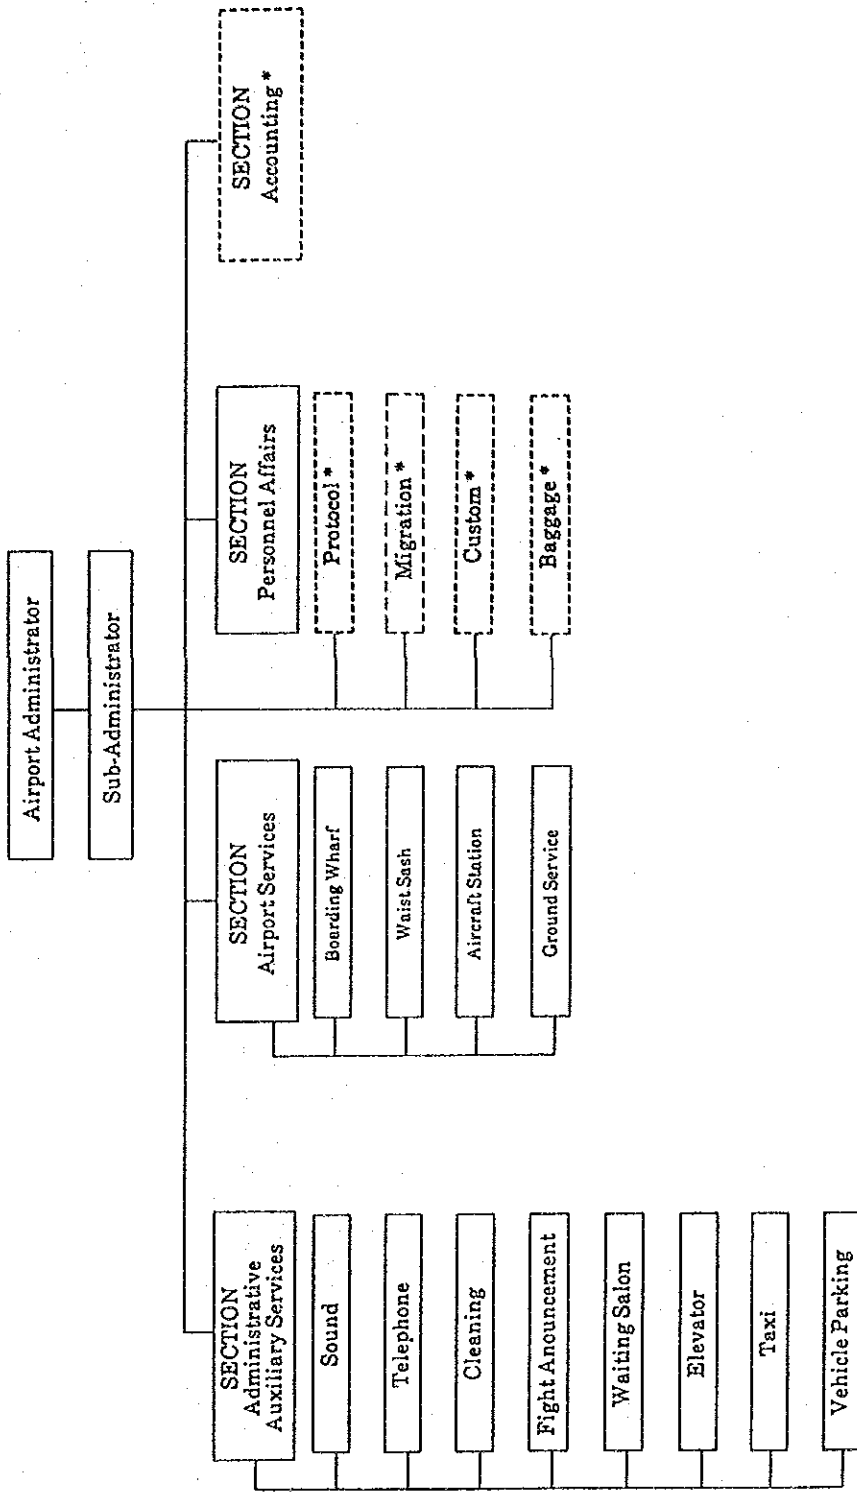 Airport Administrator
Sub-Administrator
SECTION
Administrative
Auxiliary Services
Sound
Telephone
Cleaning
Fight Anouncement
Waiting Salon
Elevator
Taxi
Vehicle Parking
SECTION
Airport Services
Boarding Wharf
Waist Sash
Aircraft Station
Ground Service
SECTION
Personnel Affairs
Protocol *
Migration *
Custom *
Baggage *
SECTION
Accounting *